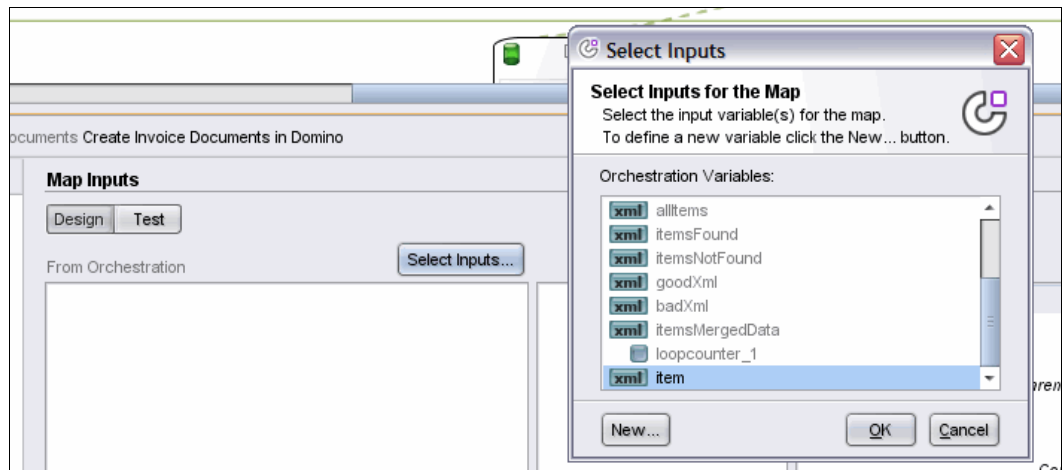 Select Inputs
Select Inputs for the Map
Select the input variable(s) for the map.
To define a new variable click the New... button.
ocuments Create Invoice Documents in Domino
Map Inputs
Design Test
From Orchestration
Select Inputs...
Orchestration Variables:
xml allItems
xml itemsFound
xml itemsNotFound
xml goodXml
xml badXml
xml itemsMergedData
loopcounter_1
xml item
New...
OK
Cancel